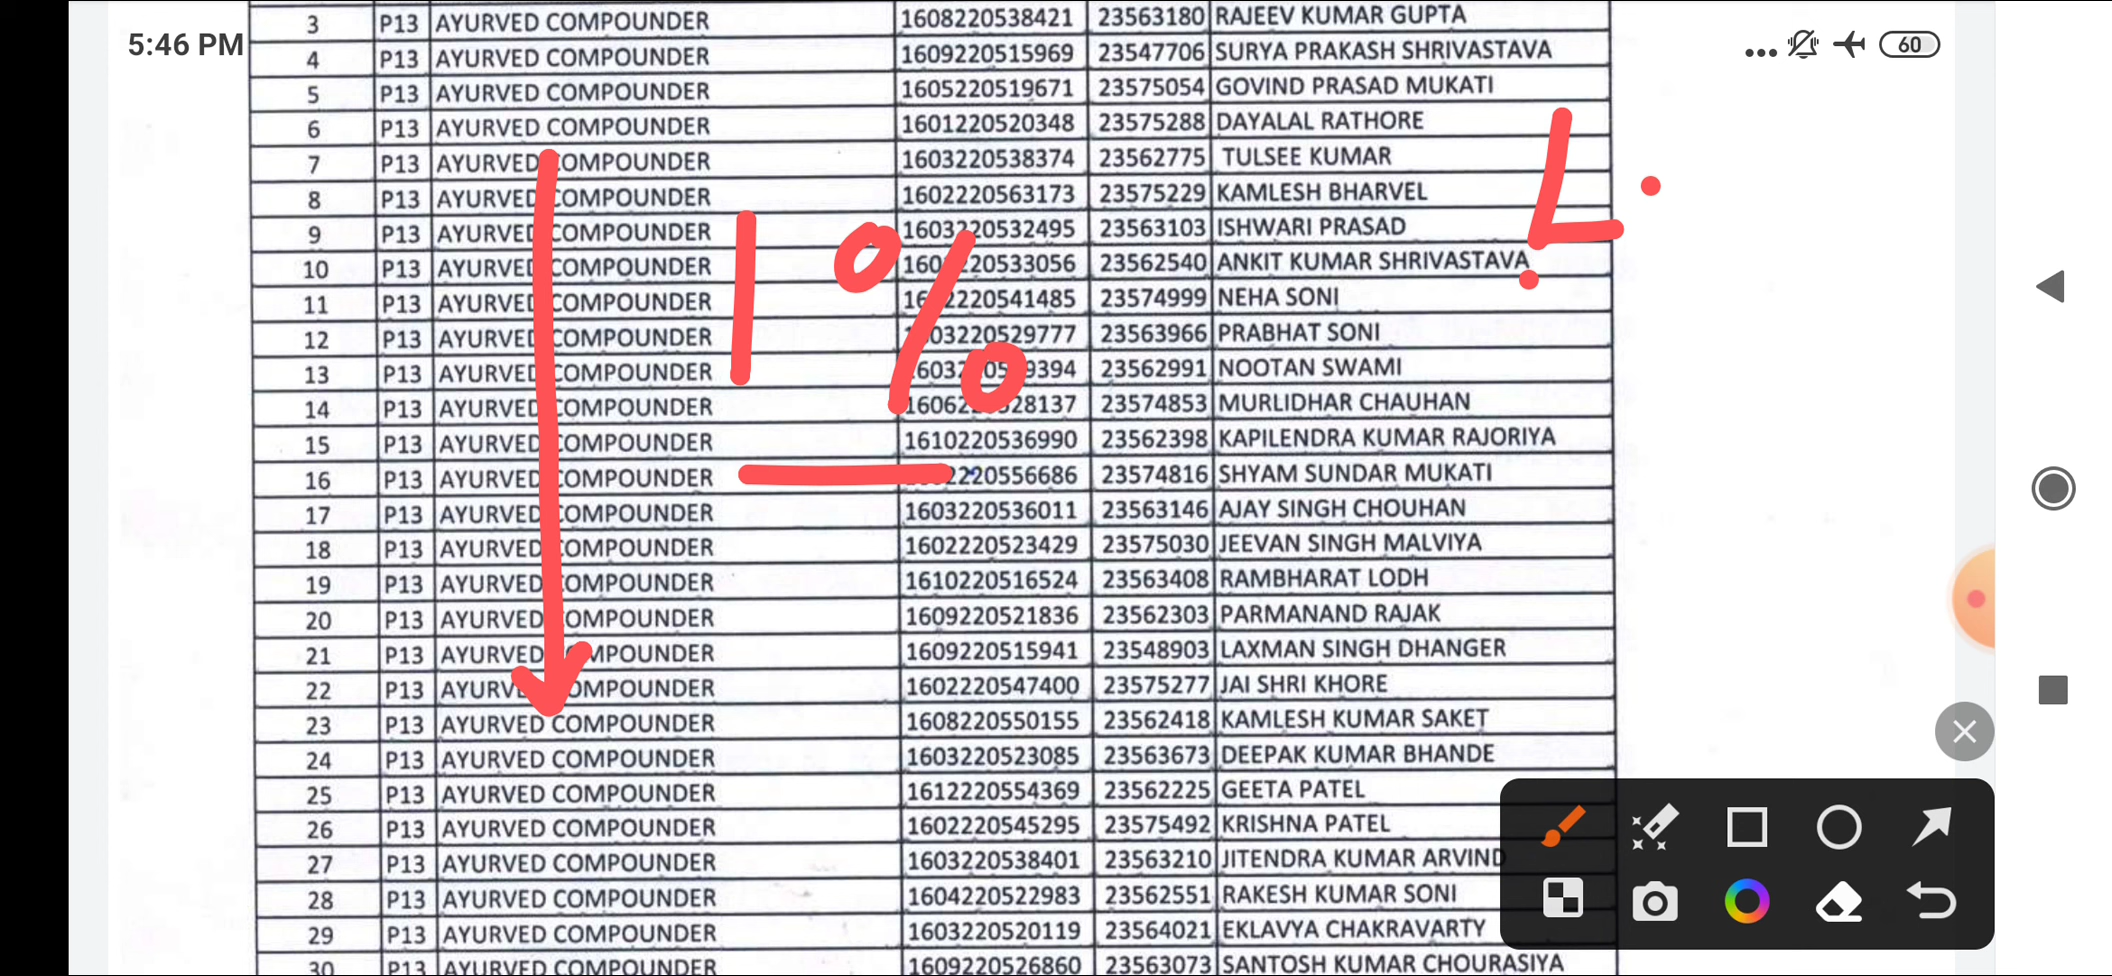 3 P13 AYURVED COMPOUNDER 1608220538421 23563180 RAJEEV KUMAR GUPTA
5:46 PM
60
4 P13 AYURVED COMPOUNDER 1609220515969 23547706 SURYA PRAKASH SHRIVASTAVA
5 P13 AYURVED COMPOUNDER 1605220519671 23575054 GOVIND PRASAD MUKATI
6 P13 AYURVED COMPOUNDER 1601220520348 23575288 DAYALAL RATHORE
7 P13 AYURVED COMPOUNDER 1603220538374 23562775 TULSEE KUMAR
8 P13 AYURVED COMPOUNDER 1602220563173 23575229 KAMLESH BHARVEL
9 P13 AYURVED COMPOUNDER 1603220532495 23563103 ISHWARI PRASAD
1%
L
10 P13 AYURVED COMPOUNDER 23562540 ANKIT KUMAR SHRIVASTAVA
11 P13 AYURVED COMPOUNDER 23574999 NEHA SONI
12 P13 AYURVED COMPOUNDER 23563966 PRABHAT SONI
13 P13 AYURVED COMPOUNDER 23562991 NOOTAN SWAMI
14 P13 AYURVED COMPOUNDER 23574853 MURLIDHAR CHAUHAN
15 P13 AYURVED COMPOUNDER 1610220536990 23562398 KAPILENDRA KUMAR RAJORIYA
16 P13 AYURVED COMPOUNDER 23574816 SHYAM SUNDAR MUKATI
17 P13 AYURVED COMPOUNDER 1603220536011 23563146 AJAY SINGH CHOUHAN
18 P13 AYURVED COMPOUNDER 1602220523429 23575030 JEEVAN SINGH MALVIYA
19 P13 AYURVED COMPOUNDER 1610220516524 23563408 RAMBHARAT LODH
20 P13 AYURVED COMPOUNDER 1609220521836 23562303 PARMANAND RAJAK
21 P13 AYURVED COMPOUNDER 1609220515941 23548903 LAXMAN SINGH DHANGER
22 P13 AYURVED COMPOUNDER 1602220547400 23575277 JAI SHRI KHORE
23 P13 AYURVED COMPOUNDER 1608220550155 23562418 KAMLESH KUMAR SAKET
24 P13 AYURVED COMPOUNDER 1603220523085 23563673 DEEPAK KUMAR BHANDE
25 P13 AYURVED COMPOUNDER 1612220554369 23562225 GEETA PATEL
26 P13 AYURVED COMPOUNDER 1602220545295 23575492 KRISHNA PATEL
27 P13 AYURVED COMPOUNDER 1603220538401 23563210 JITENDRA KUMAR ARVIND
28 P13 AYURVED COMPOUNDER 1604220522983 23562551 RAKESH KUMAR SONI
29 P13 AYURVED COMPOUNDER 1603220520119 23564021 EKLAVYA CHAKRAVARTY
30 P13 AYURVED COMPOUNDER 1609220526860 23563073 SANTOSH KUMAR CHOURASIYA